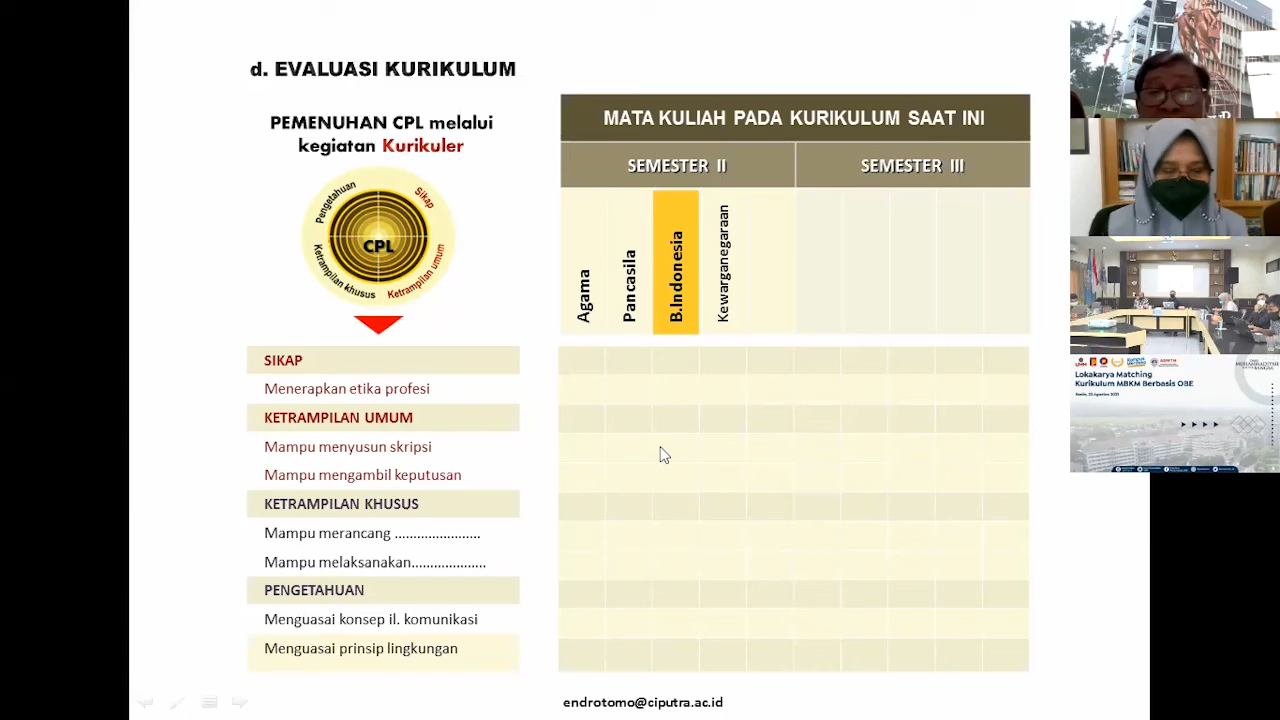 d. EVALUASI KURIKULUM
PEMENUHAN CPL melalui
kegiatan Kurikuler
Pengetahuan
Sikap
CPL
Ketrampilan khusus
Ketrampilan umum
MATA KULIAH PADA KURIKULUM SAAT INI
SEMESTER II
SEMESTER III
Agama
Pancasila
B.Indonesia
Kewarganegaraan
SIKAP
Menerapkan etika profesi
KETRAMPILAN UMUM
Mampu menyusun skripsi
Mampu mengambil keputusan
KETRAMPILAN KHUSUS
Mampu merancang .......................
Mampu melaksanakan....................
PENGETAHUAN
Menguasai konsep il. komunikasi
Menguasai prinsip lingkungan
endrotomo@ciputra.ac.id
Lokakarya Matching
Kurikulum MBKM Berbasis OBE